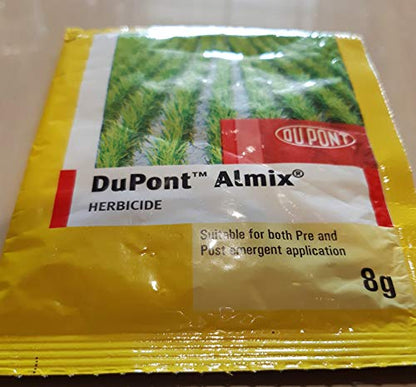 DUPONT
DuPont™ Almix®
HERBICIDE
Suitable for both Pre and
Post emergent application
8g